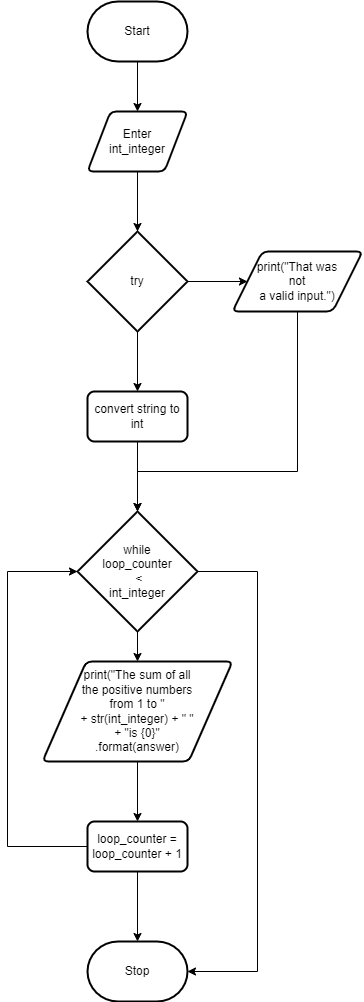 Start
Enter
int_integer
try
print("That was
not
a valid input.")
convert string to
int
while
loop_counter
<
int_integer
print("The sum of all
the positive numbers
from 1 to "
+ str(int_integer) + " "
+ "is {0}"
.format(answer)
loop_counter =
loop_counter + 1
Stop